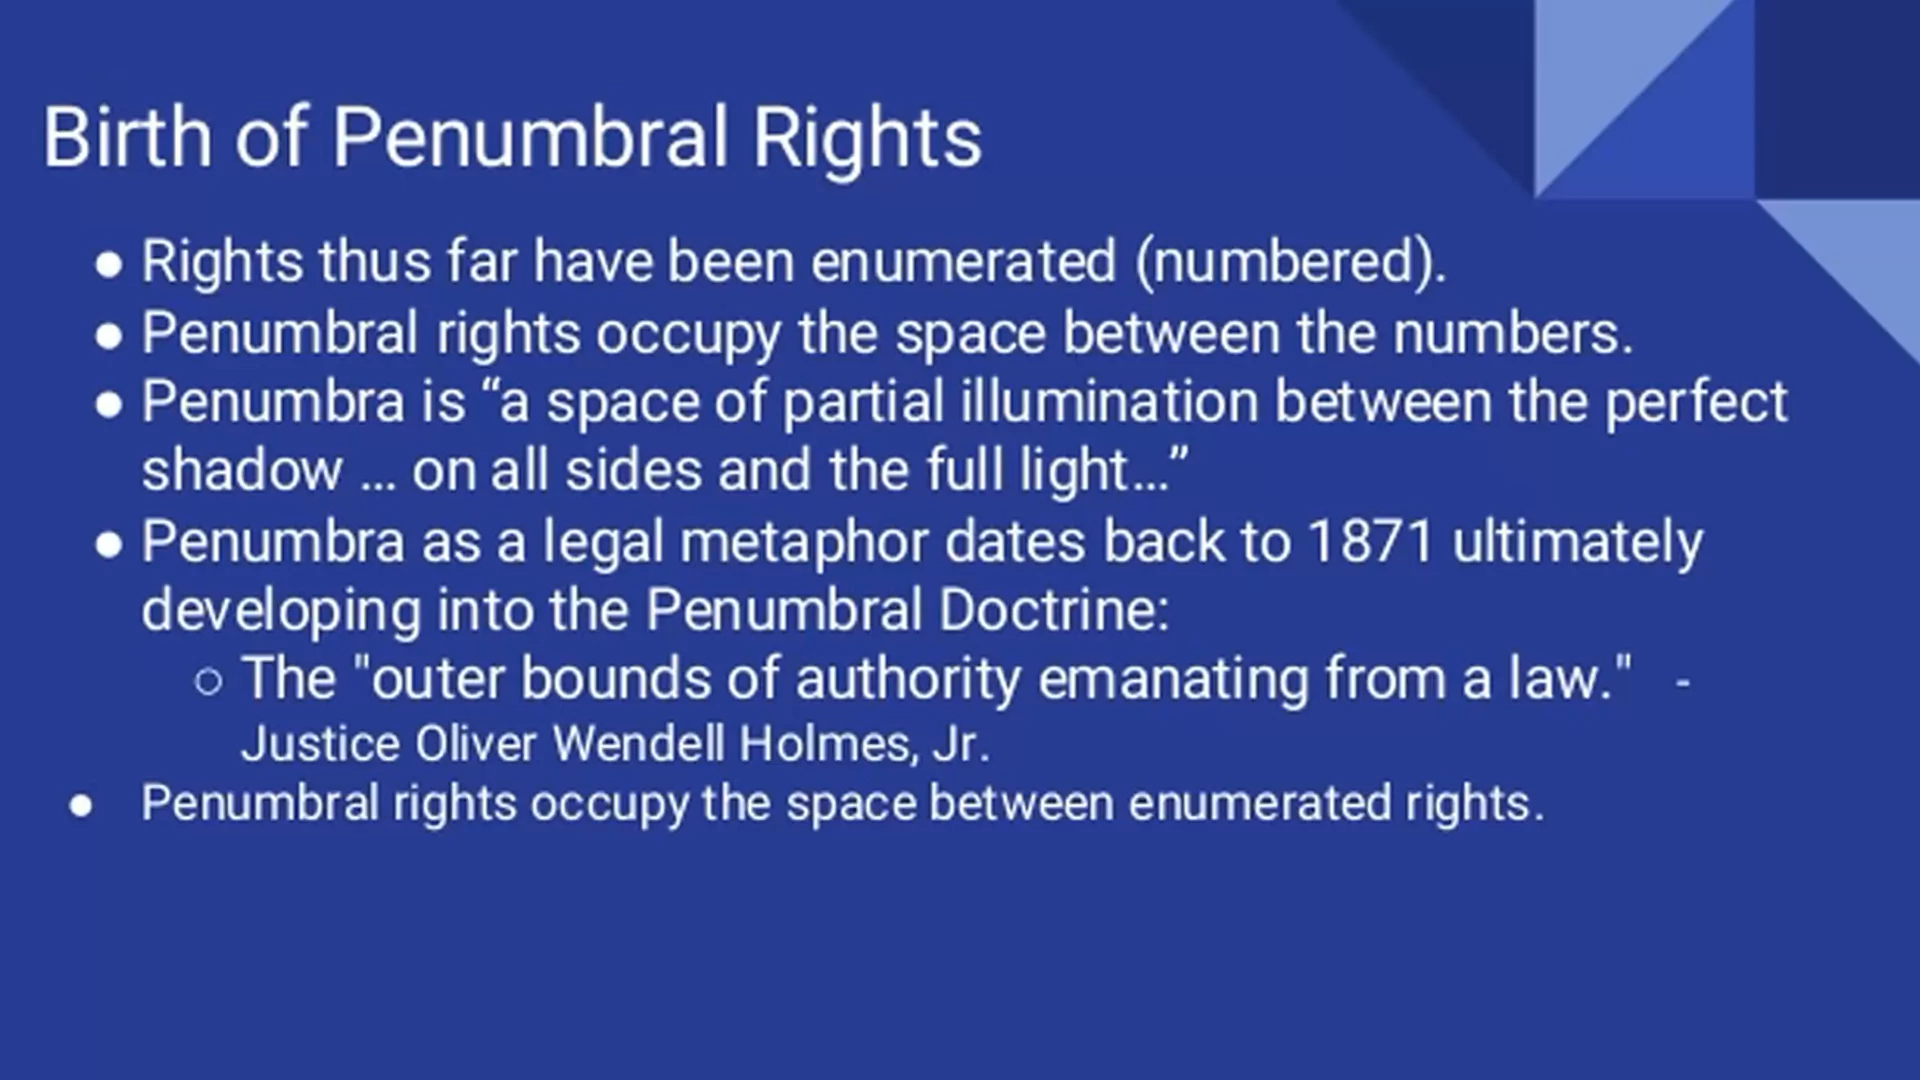 Birth of Penumbral Rights
● Rights thus far have been enumerated (numbered).
● Penumbral rights occupy the space between the numbers.
● Penumbra is “a space of partial illumination between the perfect
shadow ... on all sides and the full light...”
● Penumbra as a legal metaphor dates back to 1871 ultimately
developing into the Penumbral Doctrine:
○ The "outer bounds of authority emanating from a law." -
Justice Oliver Wendell Holmes, Jr.
● Penumbral rights occupy the space between enumerated rights.